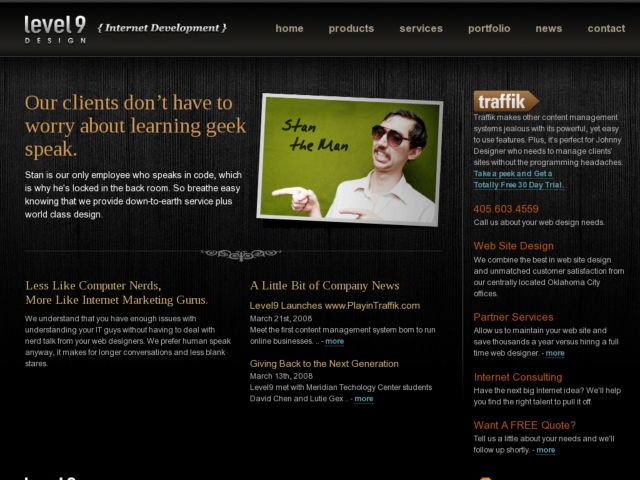 level 9
DESIGN
{ Internet Development }
home products services portfolio news contact
Our clients don't have to
worry about learning geek
speak.
Stan is our only employee who speaks in code, which
is why he's locked in the back room. So breathe easy
knowing that we provide down-to-earth service plus
world class design.
Stan
the Man
Less Like Computer Nerds,
More Like Internet Marketing Gurus.
We understand that you have enough issues with
understanding your IT guys without having to deal with
nerd talk from your web designers. We prefer human speak
anyway, it makes for longer conversations and less blank
stares.
A Little Bit of Company News
Level9 Launches www.PlayinTraffik.com
March 21st, 2008
Meet the first content management system born to run
online businesses. .. - more
Giving Back to the Next Generation
March 13th, 2008
Level9 met with Meridian Techology Center students
David Chen and Lutie Gex .. - more
traffik
Traffik makes other content management
systems jealous with its powerful, yet easy
to use features. Plus, it's perfect for Johnny
Designer who needs to manage clients'
sites without the programming headaches.
Take a peek and Get a
Totally Free 30 Day Trial.
405.603.4559
Call us about your web design needs.
Web Site Design
We combine the best in web site design
and unmatched customer satisfaction from
our centrally located Oklahoma City
offices.
Partner Services
Allow us to maintain your web site and
save thousands a year versus hiring a full
time web designer. - more
Internet Consulting
Have the next big Internet idea? We'll help
you find the right talent to pull it off.
Want A FREE Quote?
Tell us a little about your needs and we'll
follow up shortly. - more